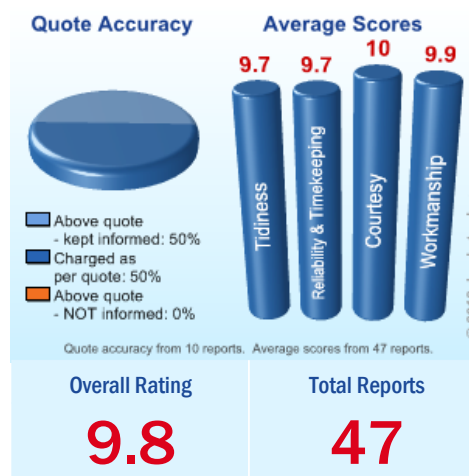 Quote Accuracy
Average Scores
9.7
9.7
10
9.9
Tidiness
Reliability & Timekeeping
Courtesy
Workmanship
Above quote
- kept informed: 50%
Charged as
per quote: 50%
Above quote
- NOT informed: 0%
Quote accuracy from 10 reports. Average scores from 47 reports.
Overall Rating
Total Reports
9.8
47